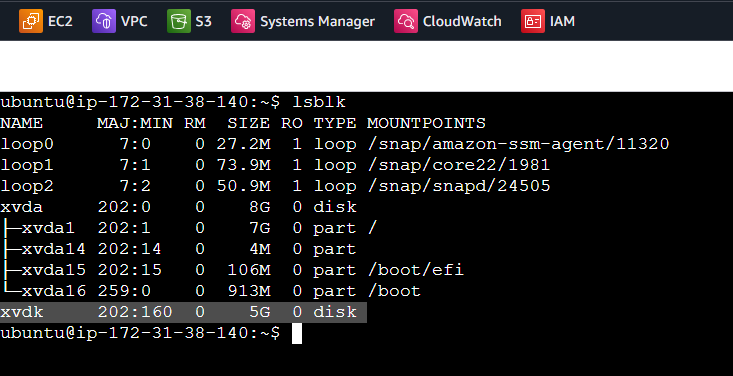 EC2 VPC S3 Systems Manager CloudWatch IAM
ubuntu@ip-172-31-38-140:~$ lsblk
NAME     MAJ:MIN RM   SIZE RO TYPE MOUNTPOINTS
loop0      7:0    0  27.2M  1 loop /snap/amazon-ssm-agent/11320
loop1      7:1    0  73.9M  1 loop /snap/core22/1981
loop2      7:2    0  50.9M  1 loop /snap/snapd/24505
xvda     202:0    0     8G  0 disk
├─xvda1  202:1    0     7G  0 part /
├─xvda14 202:14   0     4M  0 part
├─xvda15 202:15   0   106M  0 part /boot/efi
└─xvda16 259:0    0   913M  0 part /boot
xvdk     202:160  0     5G  0 disk
ubuntu@ip-172-31-38-140:~$